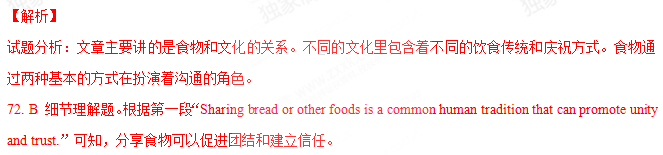 【解析】
试题分析：文章主要讲的是食物和文化的关系。不同的文化里包含着不同的饮食传统和庆祝方式。食物通
过两种基本的方式在扮演着沟通的角色。
72. B 细节理解题。根据第一段“Sharing bread or other foods is a common human tradition that can promote unity
and trust.” 可知，分享食物可以促进团结和建立信任。